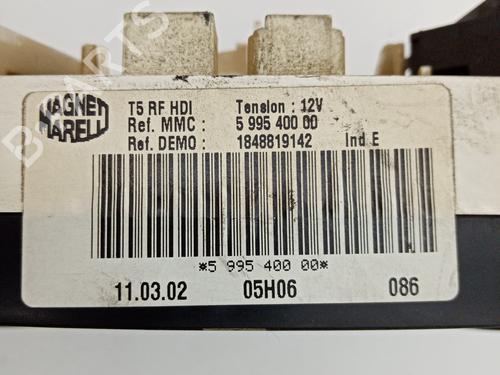 MAGNETI
MARELLI
T5 RF HDI Tension : 12V
Ref. MMC : 5 995 40 00
Ref. DEMO : 1848819142 Ind E
*5 995 400 00*
11.03.02 05H06 086